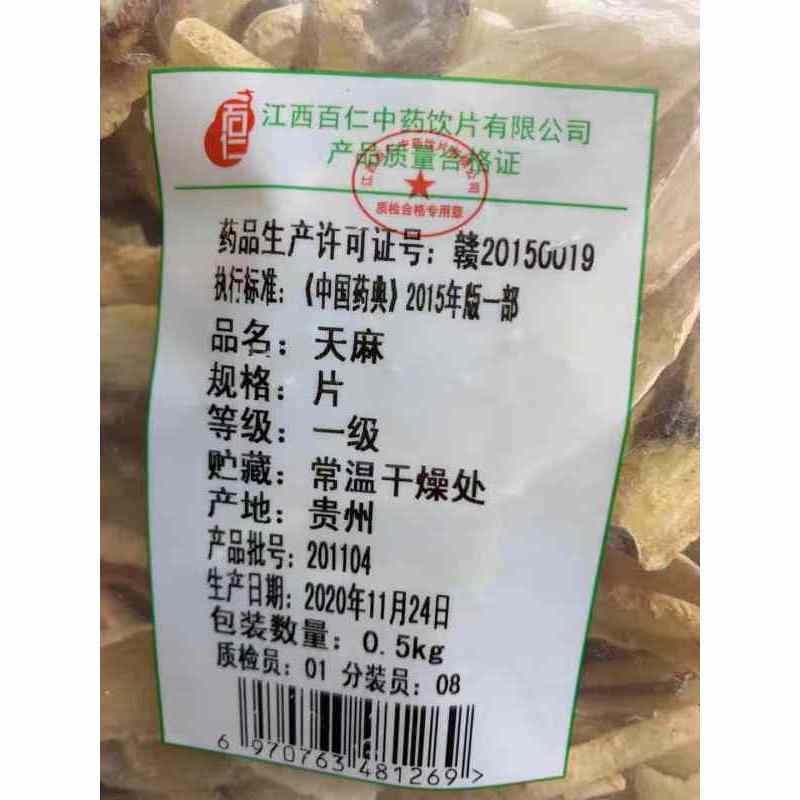 百仁
江西百仁中药饮片有限公司
产品质量合格证
质检合格专用章
药品生产许可证号：赣20150019
执行标准：《中国药典》2015年版一部
品名：天麻
规格：片
等级：一级
贮藏：常温干燥处
产地：贵州
产品批号：201104
生产日期：2020年11月24日
包装数量：0.5kg
质检员：01 分装员：08
6 970763 481269>